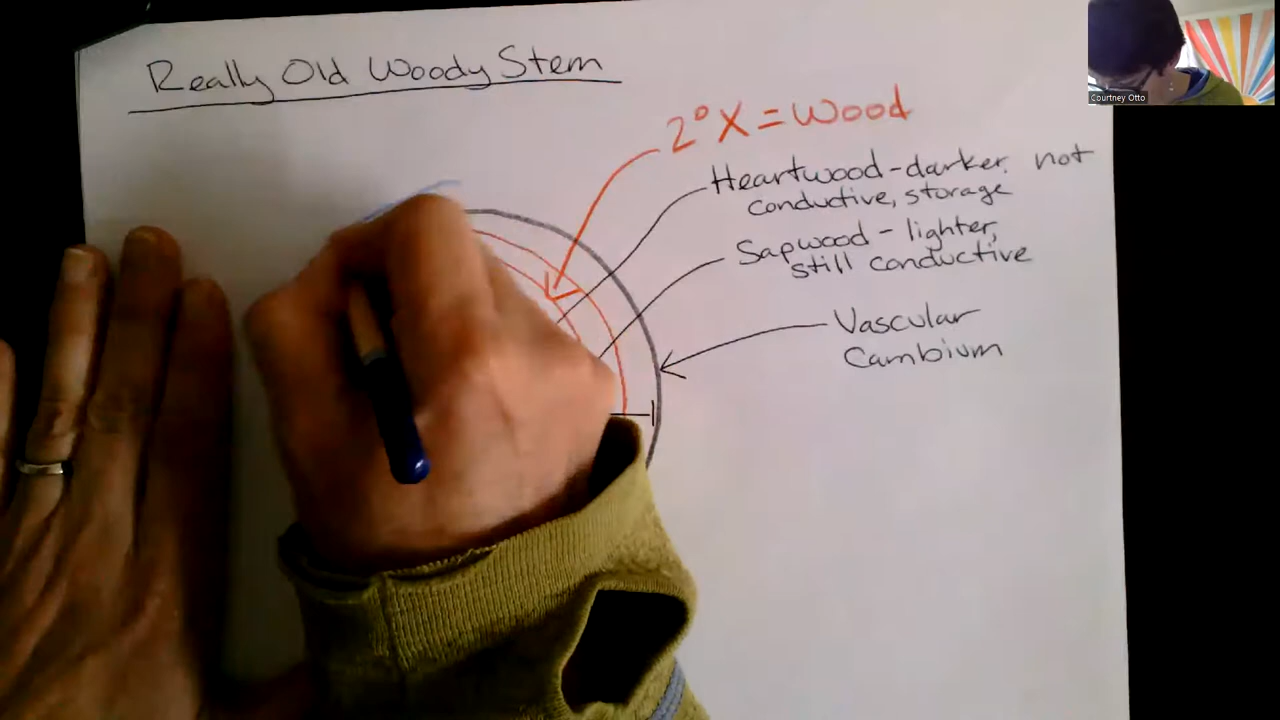 Really Old Woody Stem
2° X = Wood
Heartwood - darker, not
conductive, storage
Sapwood - lighter,
still conductive
Vascular
Cambium
Courtney Otto